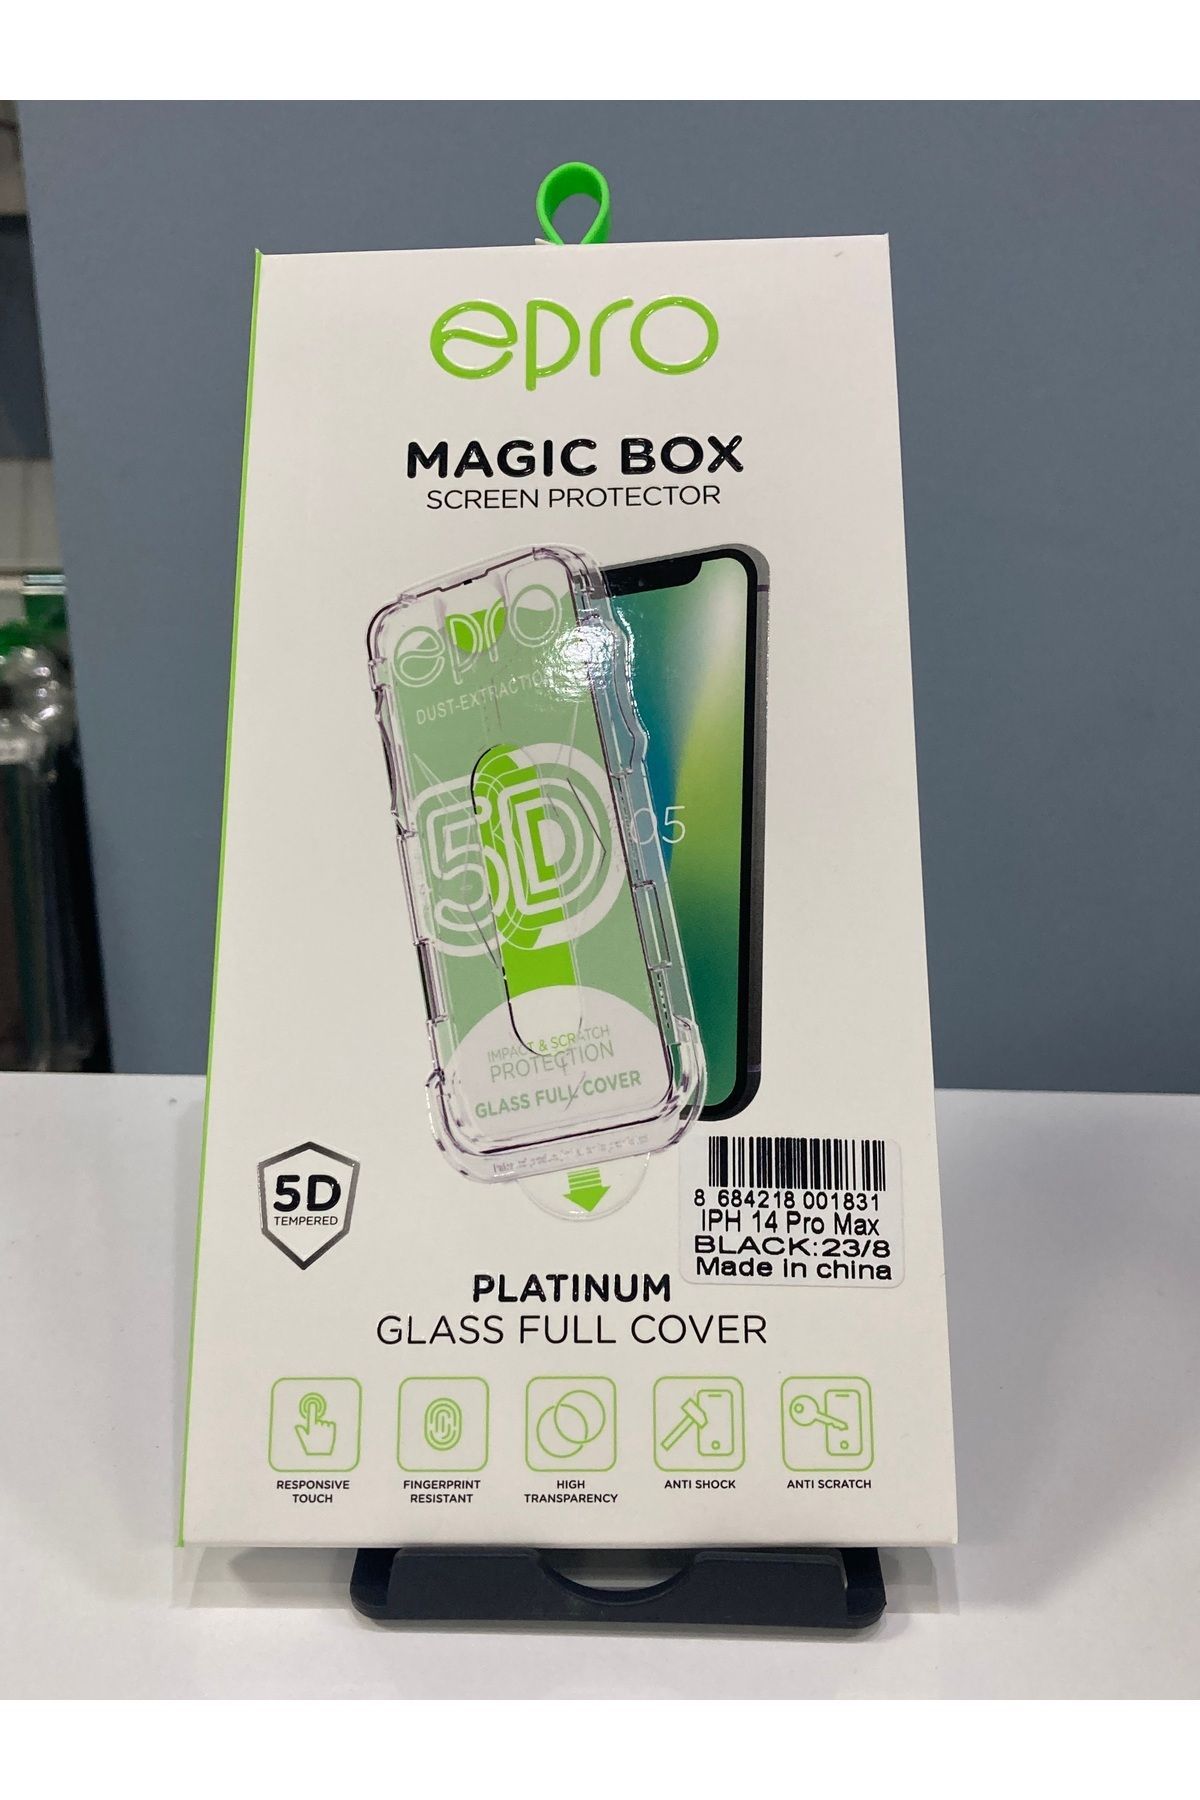 epro
MAGIC BOX
SCREEN PROTECTOR
epro
DUST-EXTRACTION
5D
05
IMPACT & SCRATCH
PROTECTION
GLASS FULL COVER
5D
TEMPERED
8 684218 001831
IPH 14 Pro Max
BLACK:23/8
Made in china
PLATINUM
GLASS FULL COVER
RESPONSIVE
TOUCH
FINGERPRINT
RESISTANT
HIGH
TRANSPARENCY
ANTI SHOCK
ANTI SCRATCH